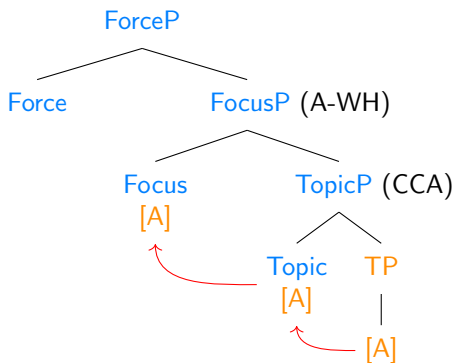 ForceP
Force FocusP (A-WH)
Focus TopicP (CCA)
[A]
Topic TP
[A]
[A]